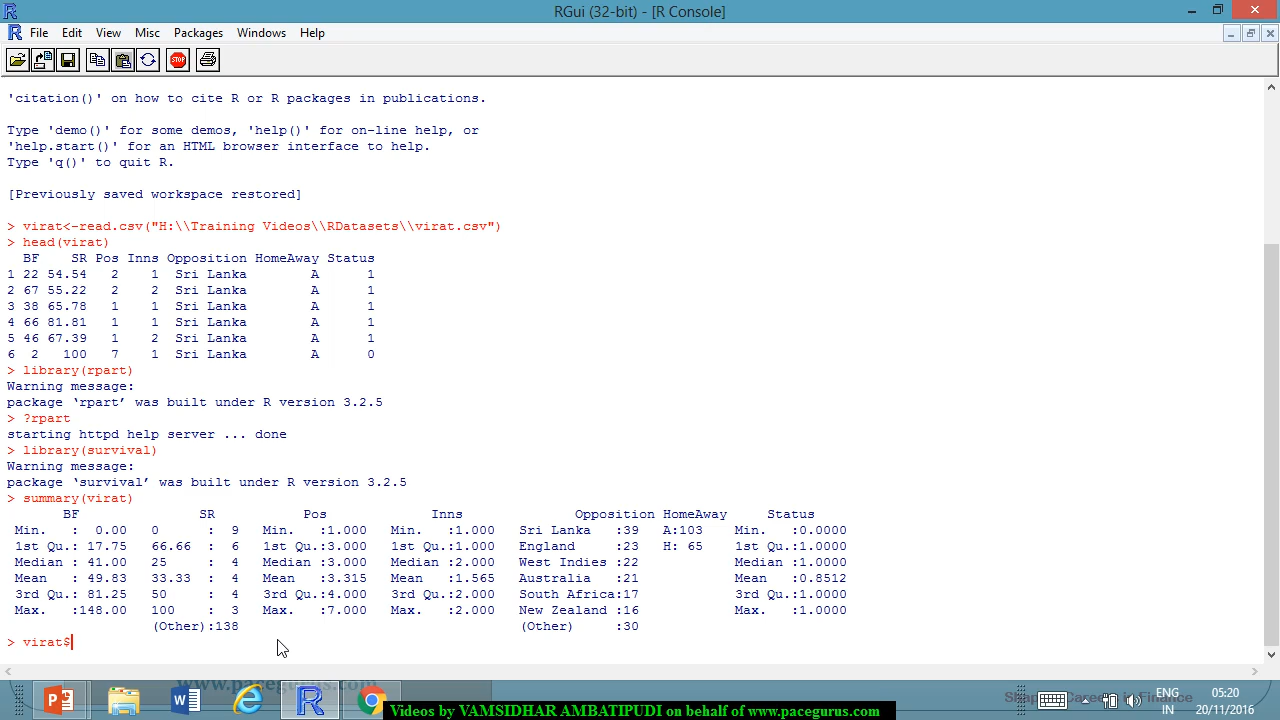 RGui (32-bit) - [R Console]
File Edit View Misc Packages Windows Help
STOP
'citation()' on how to cite R or R packages in publications.
Type 'demo()' for some demos, 'help()' for on-line help, or
'help.start()' for an HTML browser interface to help.
Type 'q()' to quit R.
[Previously saved workspace restored]
> virat<-read.csv("H:\\Training Videos\\RDatasets\\virat.csv")
> head(virat)
BF SR Pos Inns Opposition HomeAway Status
1 22 54.54 2 1 Sri Lanka A 1
2 67 55.22 2 2 Sri Lanka A 1
3 38 65.78 1 1 Sri Lanka A 1
4 66 81.81 1 1 Sri Lanka A 1
5 46 67.39 1 2 Sri Lanka A 1
6 2 100 7 1 Sri Lanka A 0
> library(rpart)
Warning message:
package ‘rpart’ was built under R version 3.2.5
> ?rpart
starting httpd help server ... done
> library(survival)
Warning message:
package ‘survival’ was built under R version 3.2.5
> summary(virat)
BF SR Pos Inns Opposition HomeAway Status
Min. : 0.00 0 : 9 Min. :1.000 Min. :1.000 Sri Lanka :39 A:103 Min. :0.0000
1st Qu.: 17.75 66.66 : 6 1st Qu.:3.000 1st Qu.:1.000 England :23 H: 65 1st Qu.:1.0000
Median : 41.00 25 : 4 Median :3.000 Median :2.000 West Indies :22 Median :1.0000
Mean : 49.83 33.33 : 4 Mean :3.315 Mean :1.565 Australia :21 Mean :0.8512
3rd Qu.: 81.25 50 : 4 3rd Qu.:4.000 3rd Qu.:2.000 South Africa:17 3rd Qu.:1.0000
Max. :148.00 100 : 3 Max. :7.000 Max. :2.000 New Zealand :16 Max. :1.0000
(Other):138 (Other) :30
> virat$
www.pacegurus.com
ENG 05:20
IN 20/11/2016
Videos by VAMSIDHAR AMBATIPUDI on behalf of www.pacegurus.com